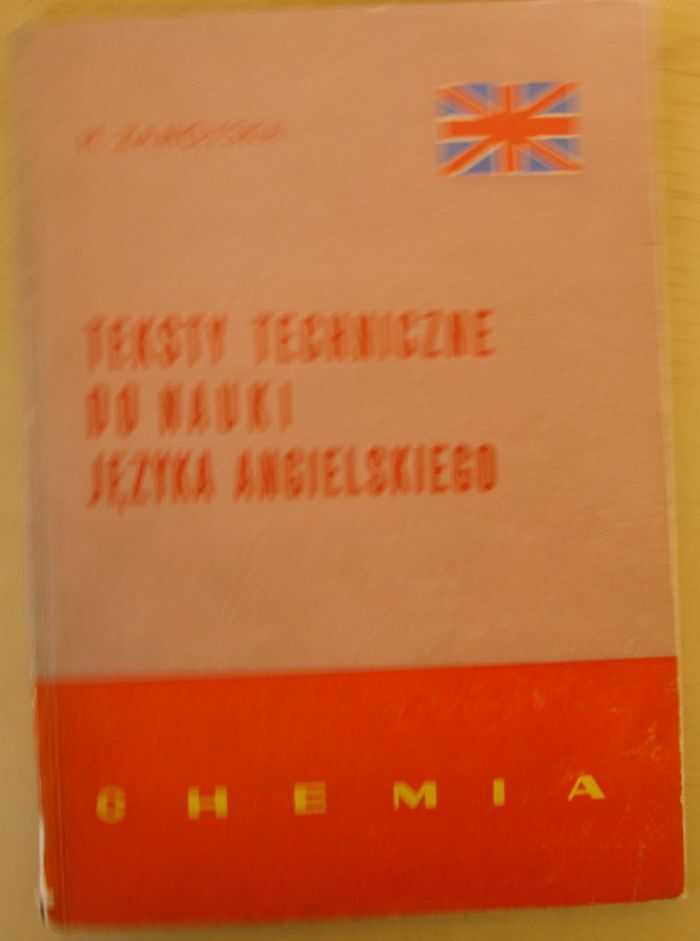 TEKSTY TECHNICZNE
DO NAUKI
JĘZYKA ANGIELSKIEGO
CHEMIA